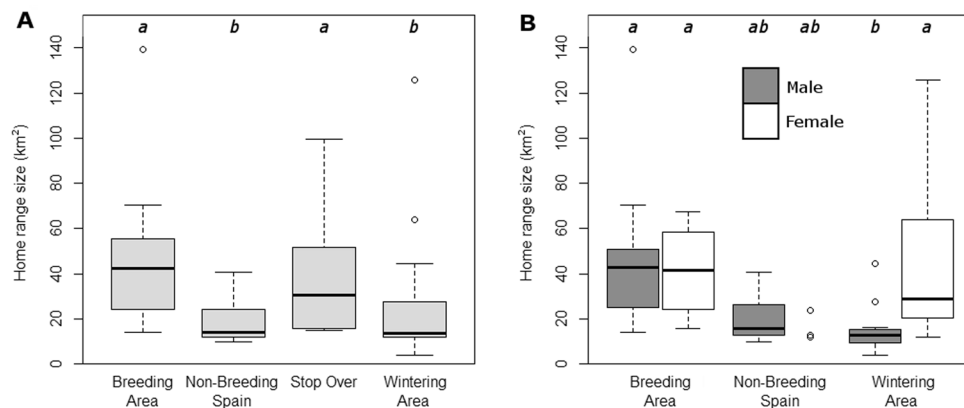 A
a b a b
Home range size (km²)
140
120
100
80
60
40
20
0
Breeding Area
Non-Breeding Spain
Stop Over
Wintering Area
B
a a ab ab b a
Male
Female
Home range size (km²)
140
120
100
80
60
40
20
0
Breeding Area
Non-Breeding Spain
Wintering Area